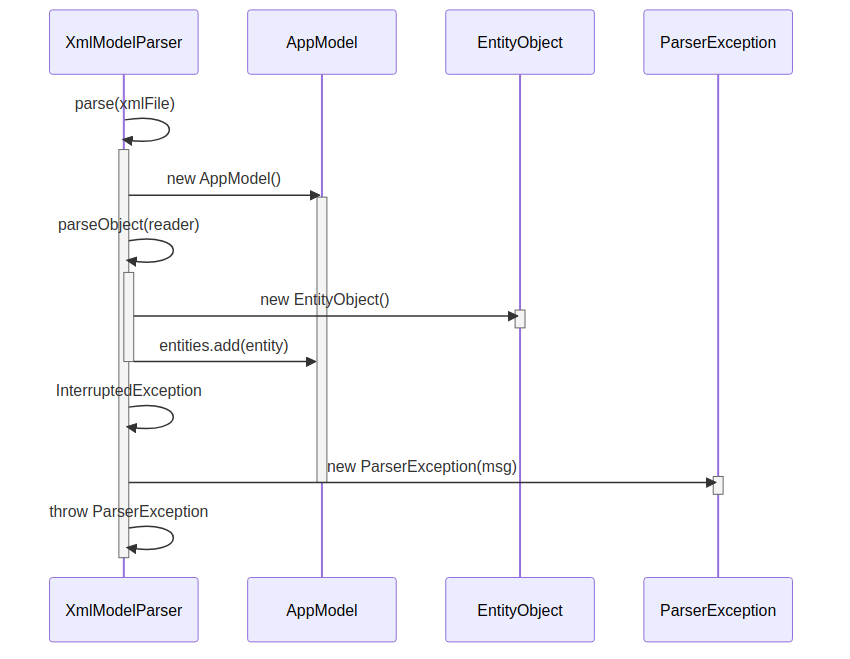 XmlModelParser
AppModel
EntityObject
ParserException
parse(xmlFile)
new AppModel()
parseObject(reader)
new EntityObject()
entities.add(entity)
InterruptedException
new ParserException(msg)
throw ParserException
XmlModelParser
AppModel
EntityObject
ParserException